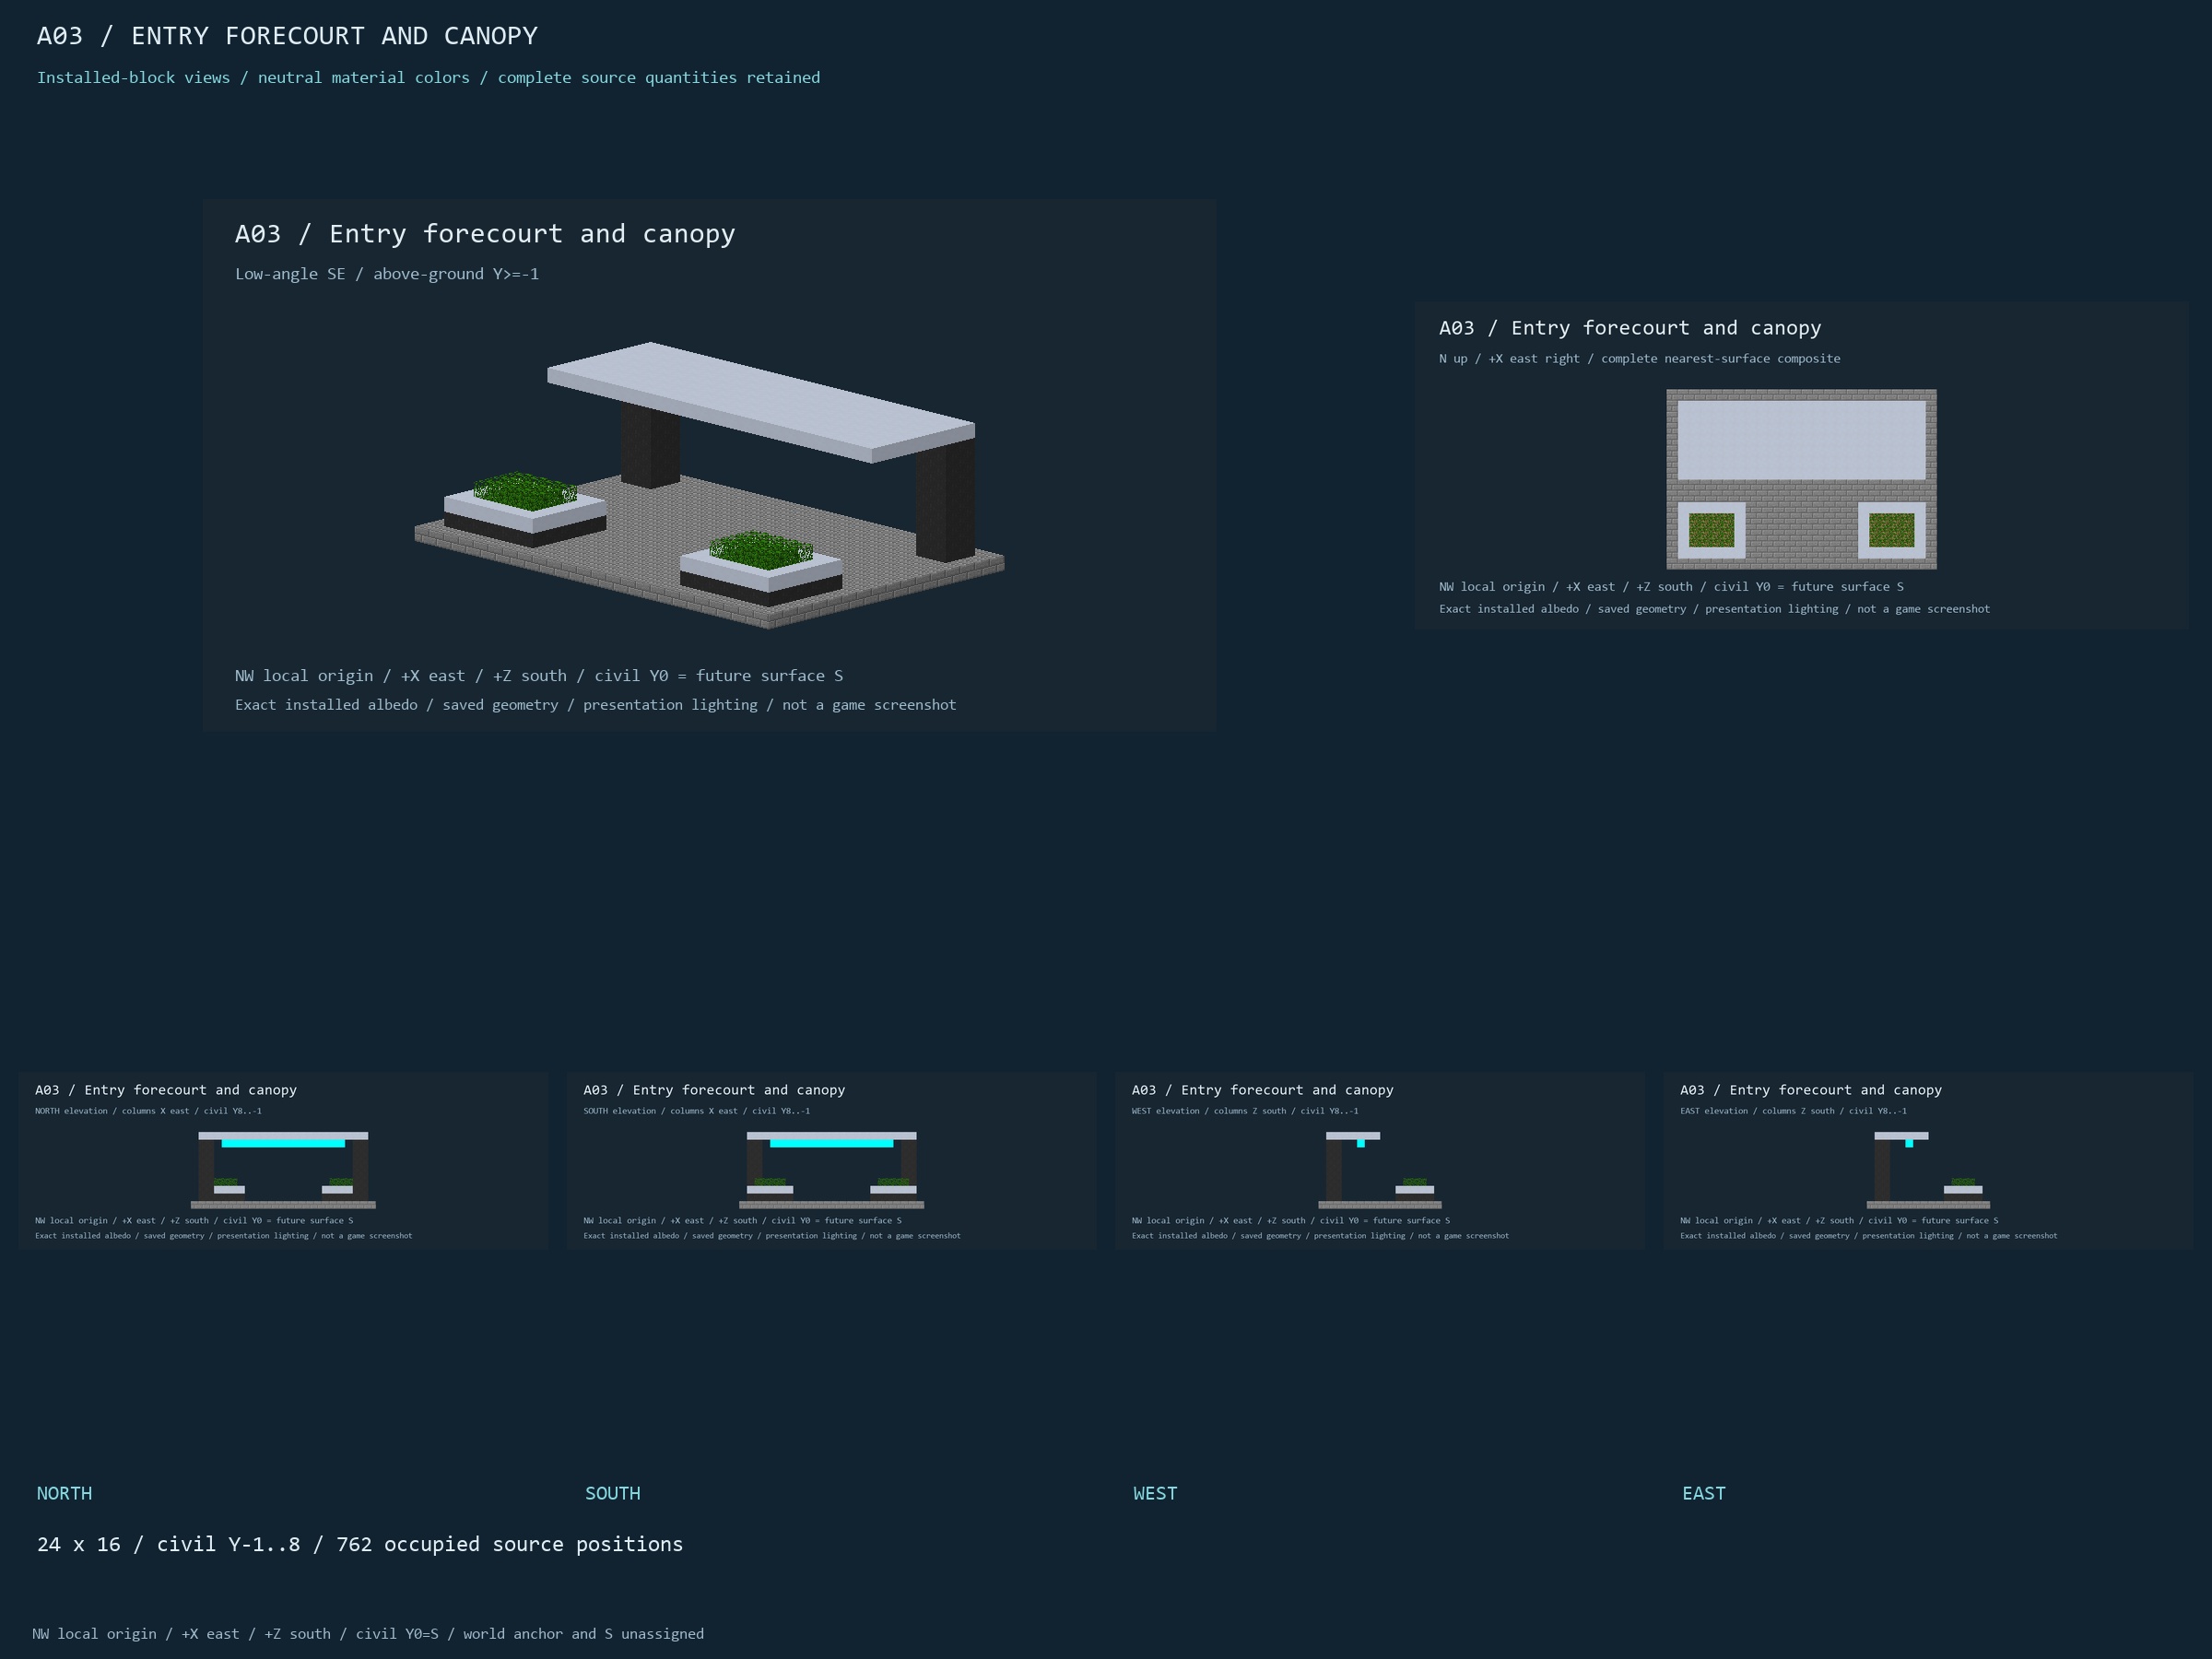 A03 / ENTRY FORECOURT AND CANOPY
Installed-block views / neutral material colors / complete source quantities retained
A03 / Entry forecourt and canopy
Low-angle SE / above-ground Y>=-1
NW local origin / +X east / +Z south / civil Y0 = future surface S
Exact installed albedo / saved geometry / presentation lighting / not a game screenshot
A03 / Entry forecourt and canopy
N up / +X east right / complete nearest-surface composite
NW local origin / +X east / +Z south / civil Y0 = future surface S
Exact installed albedo / saved geometry / presentation lighting / not a game screenshot
A03 / Entry forecourt and canopy
NORTH elevation / columns X east / civil Y8..-1
NW local origin / +X east / +Z south / civil Y0 = future surface S
Exact installed albedo / saved geometry / presentation lighting / not a game screenshot
A03 / Entry forecourt and canopy
SOUTH elevation / columns X east / civil Y8..-1
NW local origin / +X east / +Z south / civil Y0 = future surface S
Exact installed albedo / saved geometry / presentation lighting / not a game screenshot
A03 / Entry forecourt and canopy
WEST elevation / columns Z south / civil Y8..-1
NW local origin / +X east / +Z south / civil Y0 = future surface S
Exact installed albedo / saved geometry / presentation lighting / not a game screenshot
A03 / Entry forecourt and canopy
EAST elevation / columns Z south / civil Y8..-1
NW local origin / +X east / +Z south / civil Y0 = future surface S
Exact installed albedo / saved geometry / presentation lighting / not a game screenshot
NORTH
SOUTH
WEST
EAST
24 x 16 / civil Y-1..8 / 762 occupied source positions
NW local origin / +X east / +Z south / civil Y0=S / world anchor and S unassigned